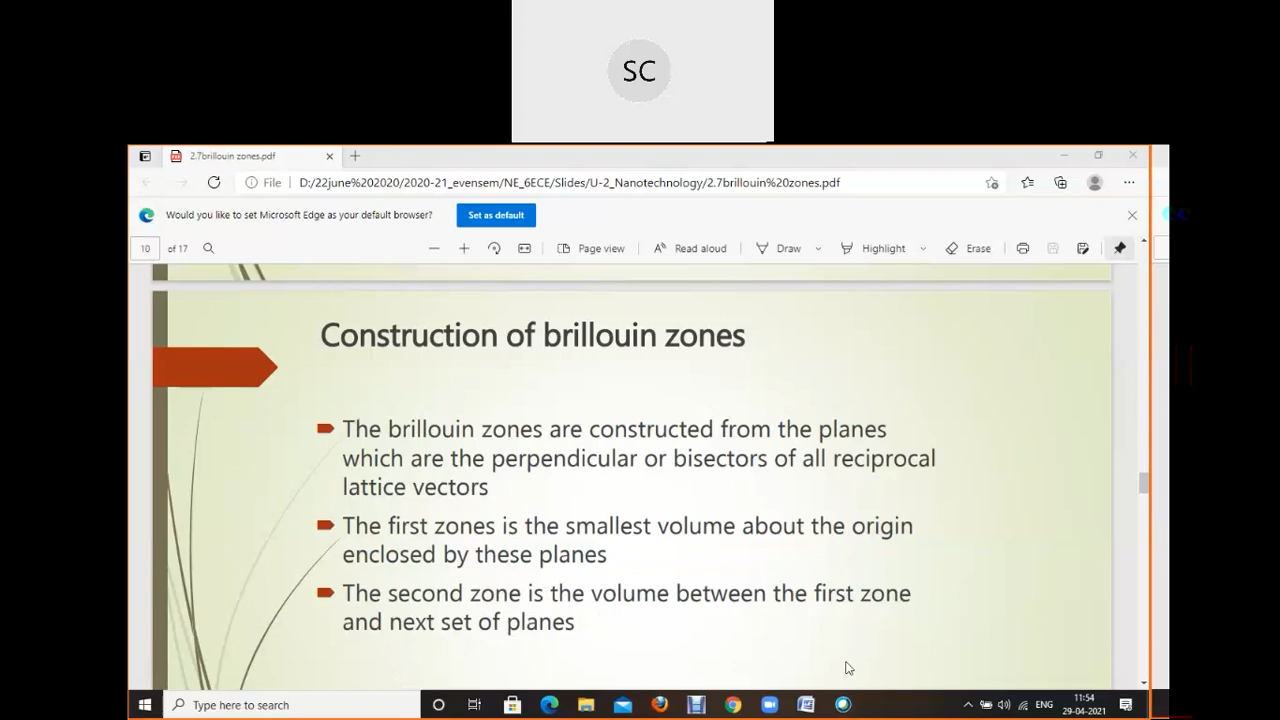 SC
2.7brillouin zones.pdf
File D:/22june%202020/2020-21_evensem/NE_6ECE/Slides/U-2_Nanotechnology/2.7brillouin%20zones.pdf
Would you like to set Microsoft Edge as your default browser? Set as default
10 of 17 Page view Read aloud Draw Highlight Erase
Construction of brillouin zones
The brillouin zones are constructed from the planes
which are the perpendicular or bisectors of all reciprocal
lattice vectors
The first zones is the smallest volume about the origin
enclosed by these planes
The second zone is the volume between the first zone
and next set of planes
Type here to search
ENG
11:54
29-04-2021